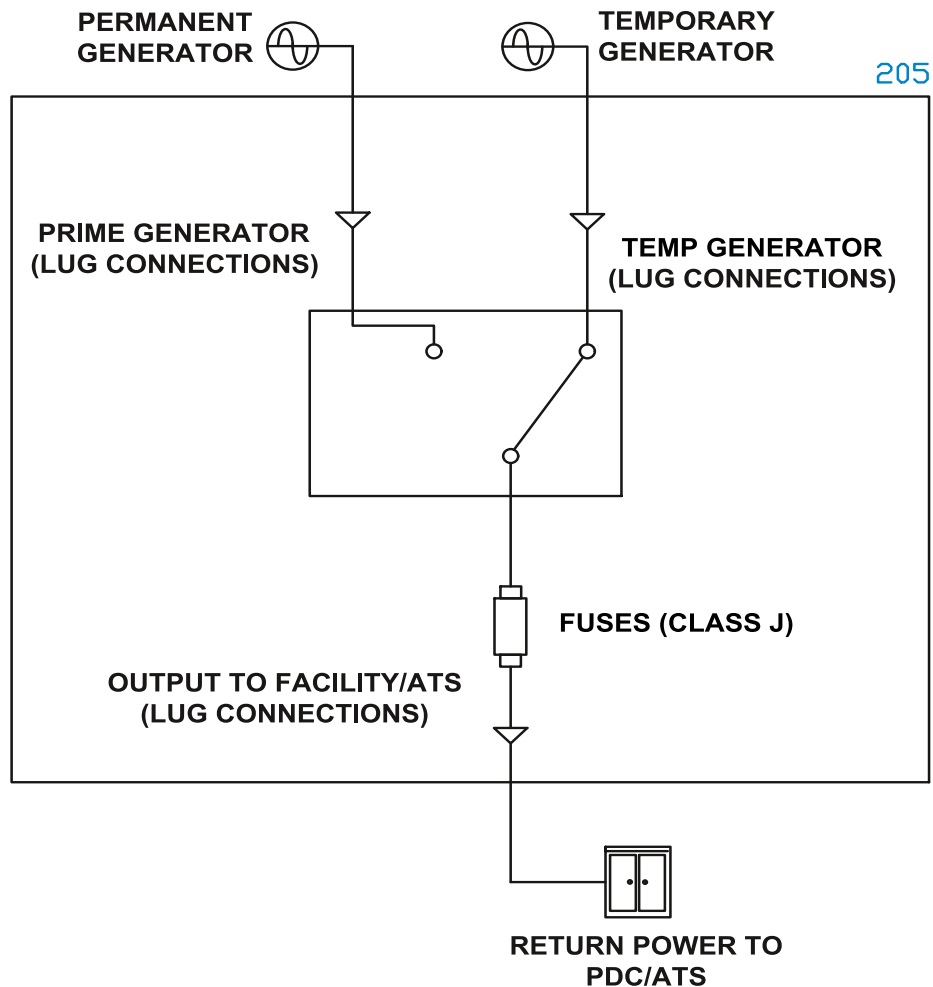 PERMANENT
GENERATOR
TEMPORARY
GENERATOR
205
PRIME GENERATOR
(LUG CONNECTIONS)
TEMP GENERATOR
(LUG CONNECTIONS)
FUSES (CLASS J)
OUTPUT TO FACILITY/ATS
(LUG CONNECTIONS)
RETURN POWER TO
PDC/ATS